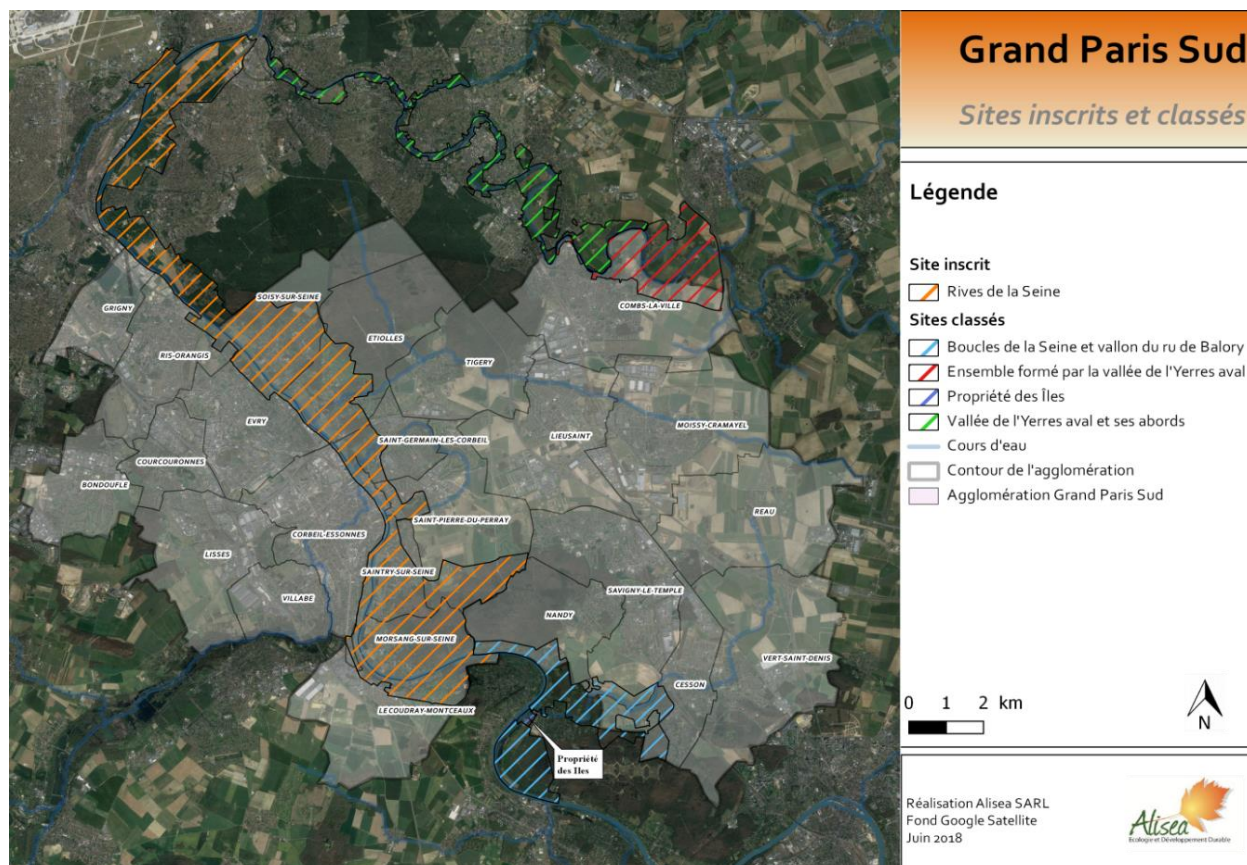 Grand Paris Sud
Sites inscrits et classés
Légende
Site inscrit
Rives de la Seine
Sites classés
Boucles de la Seine et vallon du ru de Balory
Ensemble formé par la vallée de l'Yerres aval
Propriété des Îles
Vallée de l'Yerres aval et ses abords
Cours d'eau
Contour de l'agglomération
Agglomération Grand Paris Sud
0 1 2 km
N
Réalisation Alisea SARL
Fond Google Satellite
Juin 2018
Alisea
Ecologie et Développement Durable
GRIGNY
SOISY-SUR-SEINE
COMBS-LA-VILLE
RIS-ORANGIS
ETIOLLES
TIGERY
EVRY
MOISSY-CRAMAYEL
SAINT-GERMAIN-LES-CORBEIL
LIEUSAINT
COURCOURONNES
BONDOUFLE
REAU
SAINT-PIERRE-DU-PERRAY
CORBEIL-ESSONNES
LISSES
SAINTRY-SUR-SEINE
VILLABE
SAVIGNY-LE-TEMPLE
NANDY
MORSANG-SUR-SEINE
VERT-SAINT-DENIS
CESSON
LE COUDRAY-MONTCEAUX
Propriété
des Iles